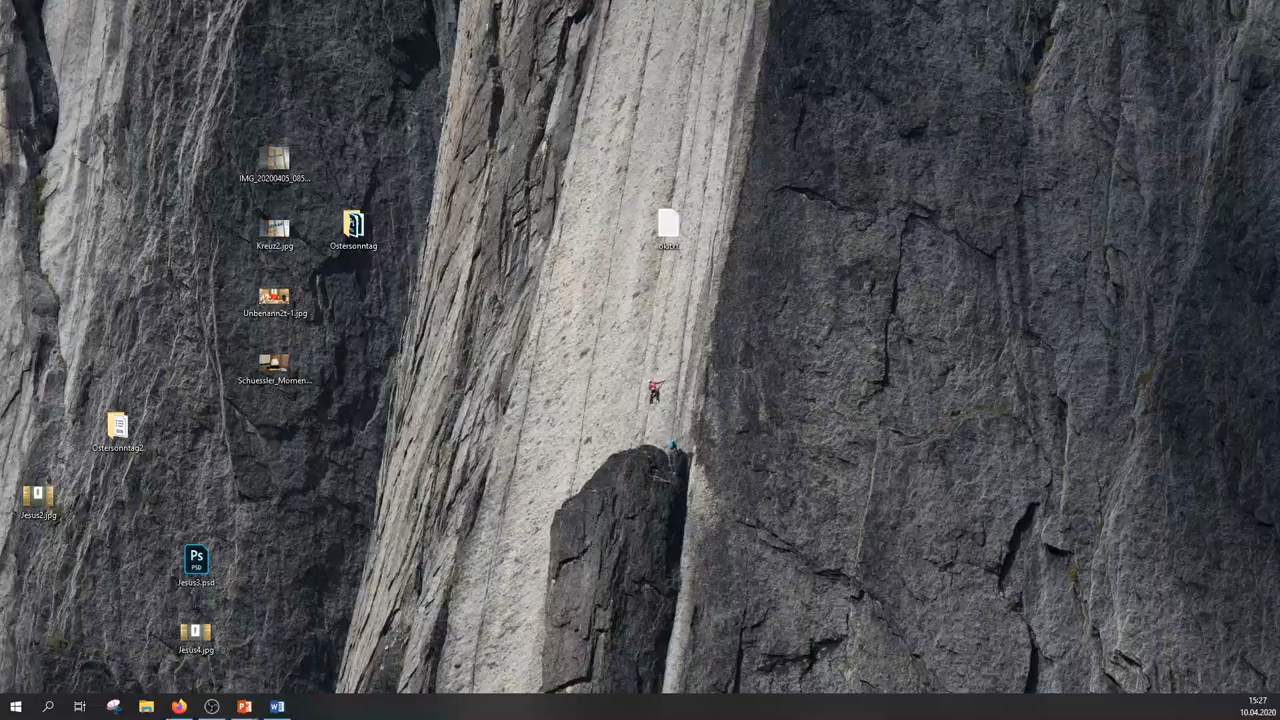 IMG_20200405_085...
Kreuz2.jpg
Ostersonntag
Unbenann2t-1.jpg
Schuessler_Momen...
Ostersonntag2
Jesus2.jpg
Ps
PSD
Jesus3.psd
Jesus4.jpg
15:27
10.04.2020